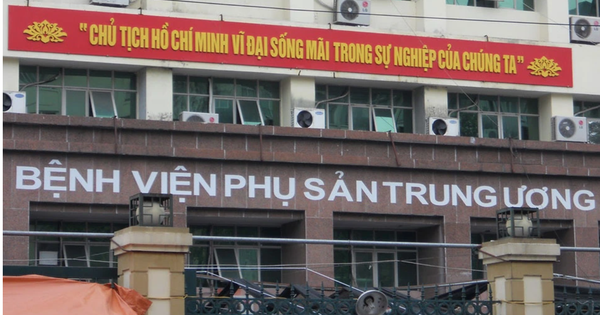 "CHỦ TỊCH HỒ CHÍ MINH VĨ ĐẠI SỐNG MÃI TRONG SỰ NGHIỆP CỦA CHÚNG TA"
BỆNH VIỆN PHỤ SẢN TRUNG ƯƠNG